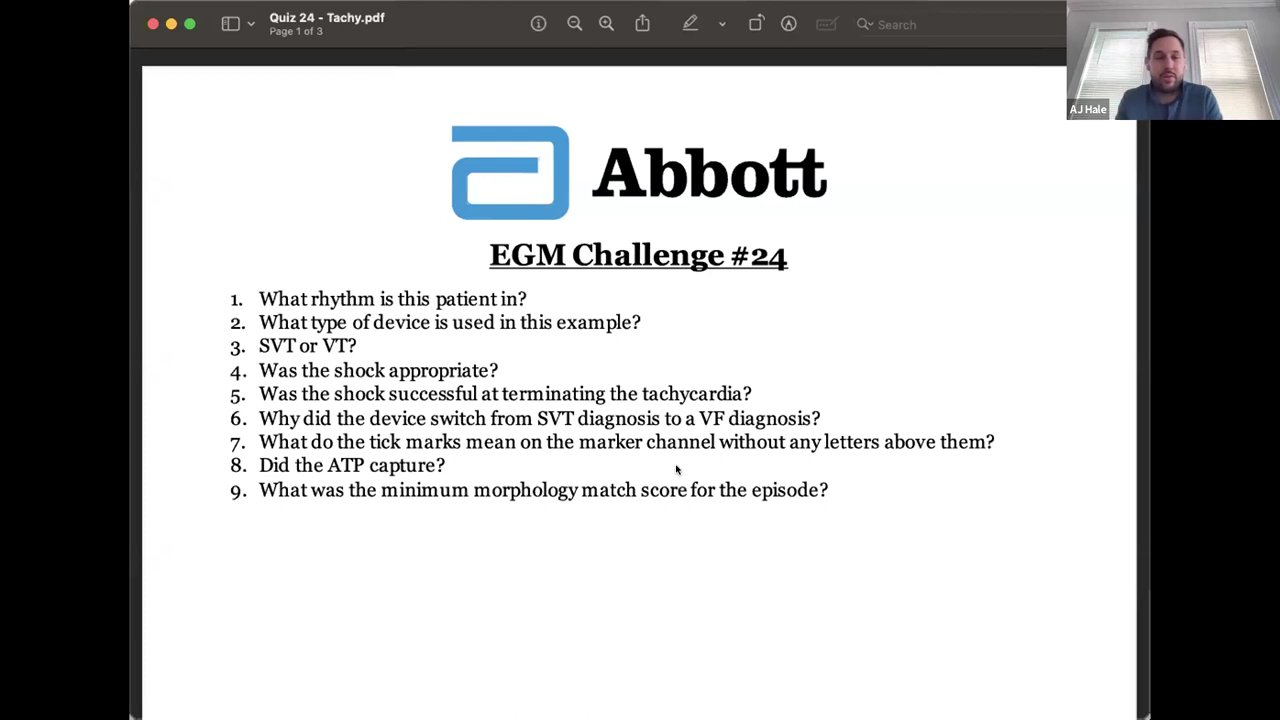 Quiz 24 - Tachy.pdf
Page 1 of 3
Search
AJ Hale
Abbott
EGM Challenge #24
1. What rhythm is this patient in?
2. What type of device is used in this example?
3. SVT or VT?
4. Was the shock appropriate?
5. Was the shock successful at terminating the tachycardia?
6. Why did the device switch from SVT diagnosis to a VF diagnosis?
7. What do the tick marks mean on the marker channel without any letters above them?
8. Did the ATP capture?
9. What was the minimum morphology match score for the episode?